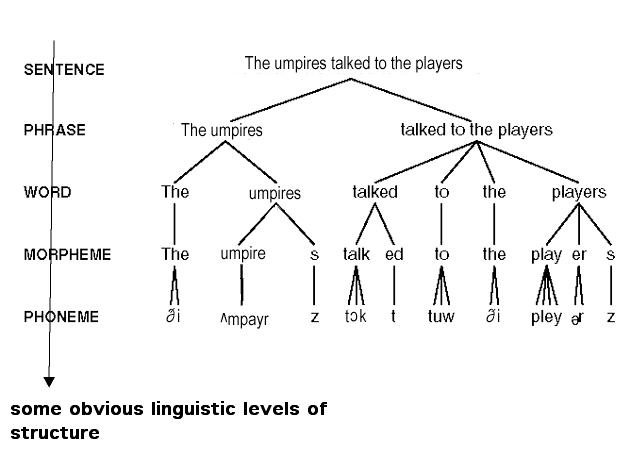 SENTENCE The umpires talked to the players
PHRASE The umpires talked to the players
WORD The umpires talked to the players
MORPHEME The umpire s talk ed to the play er s
PHONEME ði ʌmpayr z tɔk t tuw ði pley ər z
some obvious linguistic levels of
structure